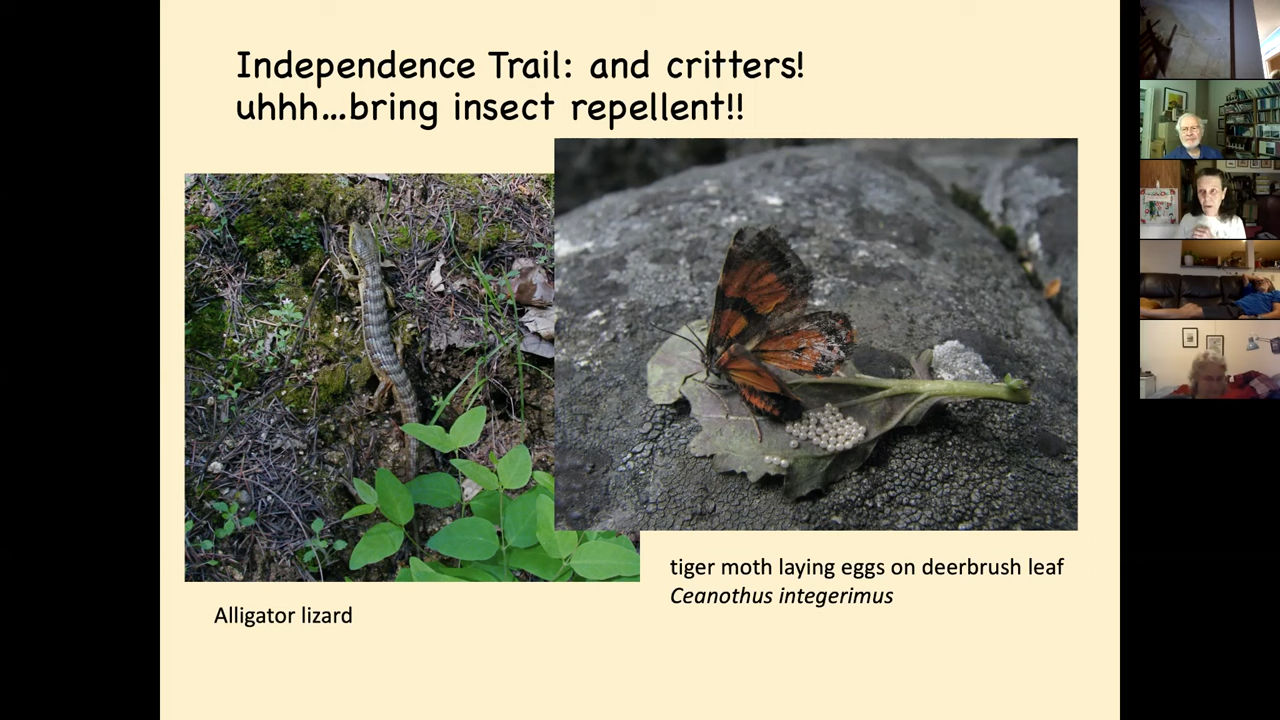 Independence Trail: and critters!
uhhh...bring insect repellent!!
tiger moth laying eggs on deerbrush leaf
Ceanothus integerimus
Alligator lizard